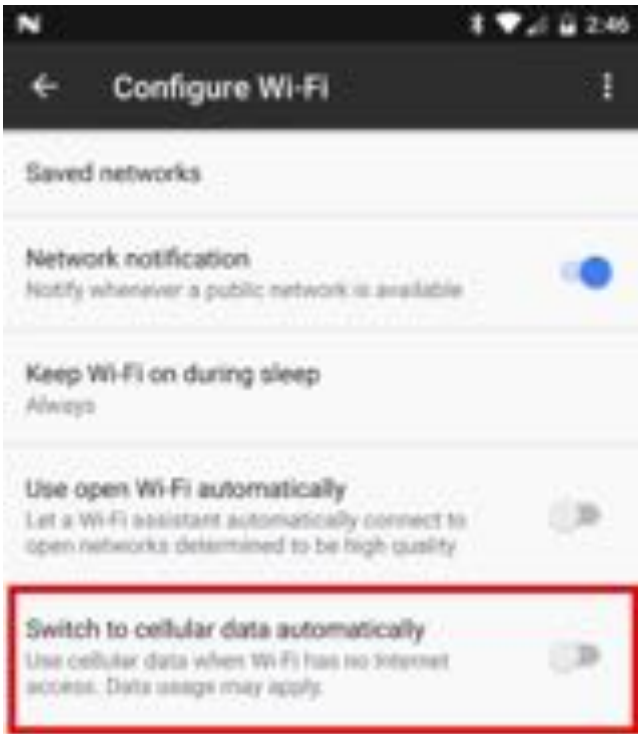 N 2:46
Configure Wi-Fi
Saved networks
Network notification
Notify whenever a public network is available
Keep Wi-Fi on during sleep
Always
Use open Wi-Fi automatically
Let a Wi-Fi assistant automatically connect to
open networks determined to be high quality
Switch to cellular data automatically
Use cellular data when Wi-Fi has no Internet
access. Data usage may apply.